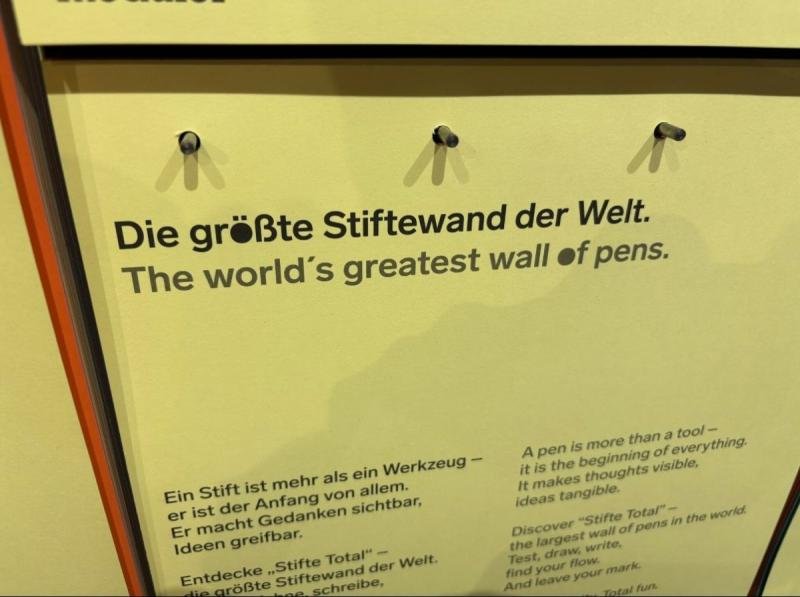 Die größte Stiftewand der Welt.
The world´s greatest wall of pens.
Ein Stift ist mehr als ein Werkzeug –
er ist der Anfang von allem.
Er macht Gedanken sichtbar,
Ideen greifbar.
Entdecke „Stifte Total“ –
die größte Stiftewand der Welt.
schreibe,
A pen is more than a tool –
it is the beginning of everything.
It makes thoughts visible,
ideas tangible.
Discover “Stifte Total” –
the largest wall of pens in the world.
Test, draw, write,
find your flow.
And leave your mark.
Total fun.